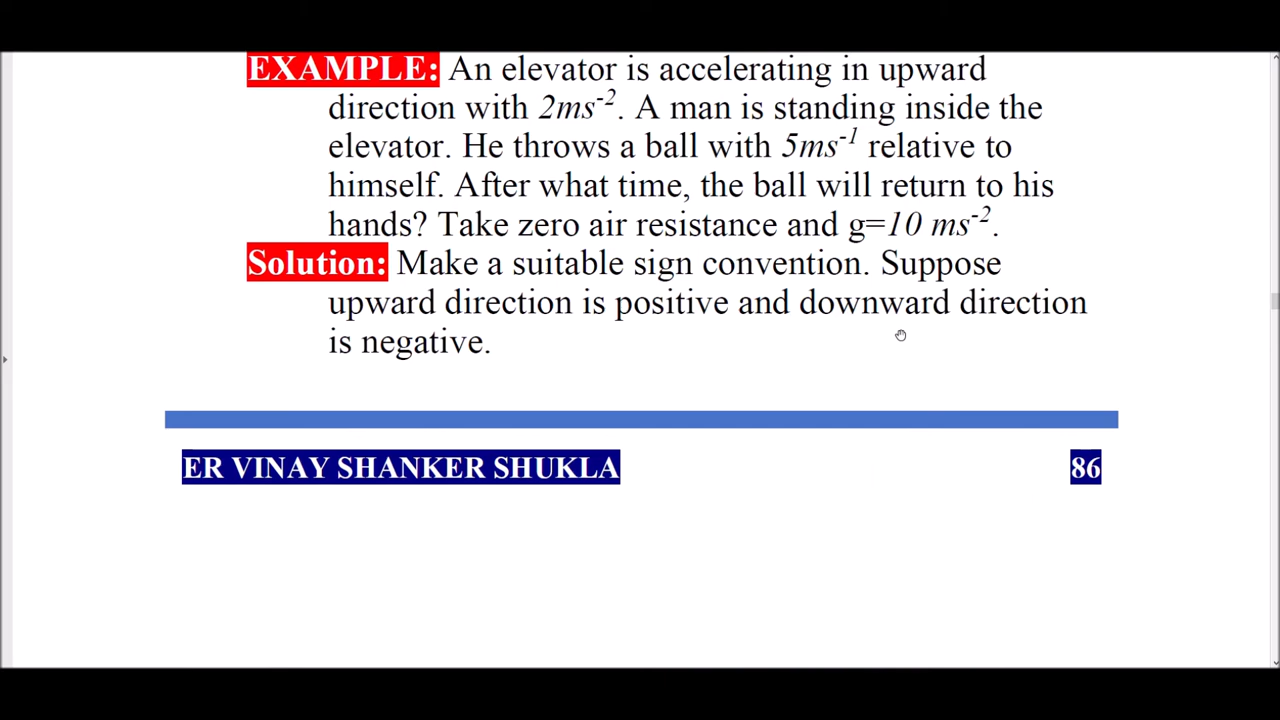 EXAMPLE: An elevator is accelerating in upward
direction with 2ms⁻². A man is standing inside the
elevator. He throws a ball with 5ms⁻¹ relative to
himself. After what time, the ball will return to his
hands? Take zero air resistance and g=10 ms⁻².
Solution: Make a suitable sign convention. Suppose
upward direction is positive and downward direction
is negative.
ER VINAY SHANKER SHUKLA 86